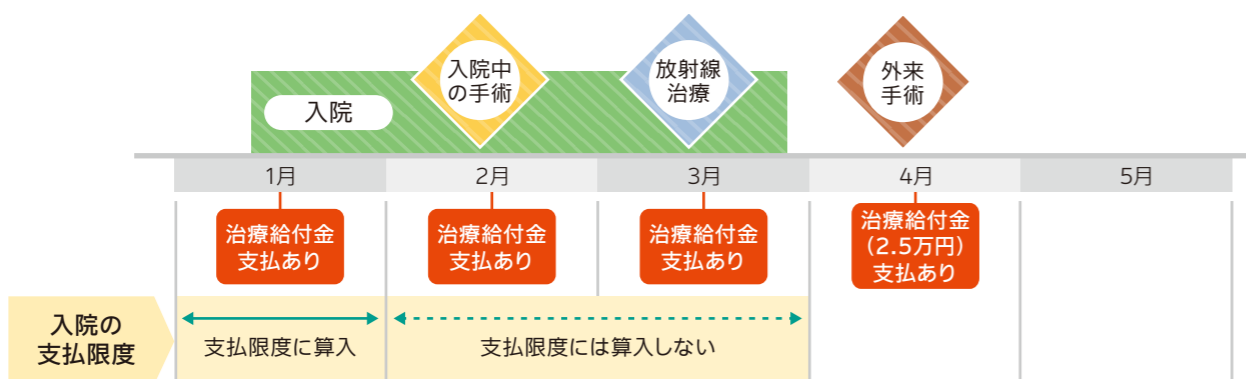 入院
入院中
の手術
放射線
治療
外来
手術
1月
2月
3月
4月
5月
治療給付金
支払あり
治療給付金
支払あり
治療給付金
支払あり
治療給付金
(2.5万円)
支払あり
入院の
支払限度
支払限度に算入
支払限度には算入しない